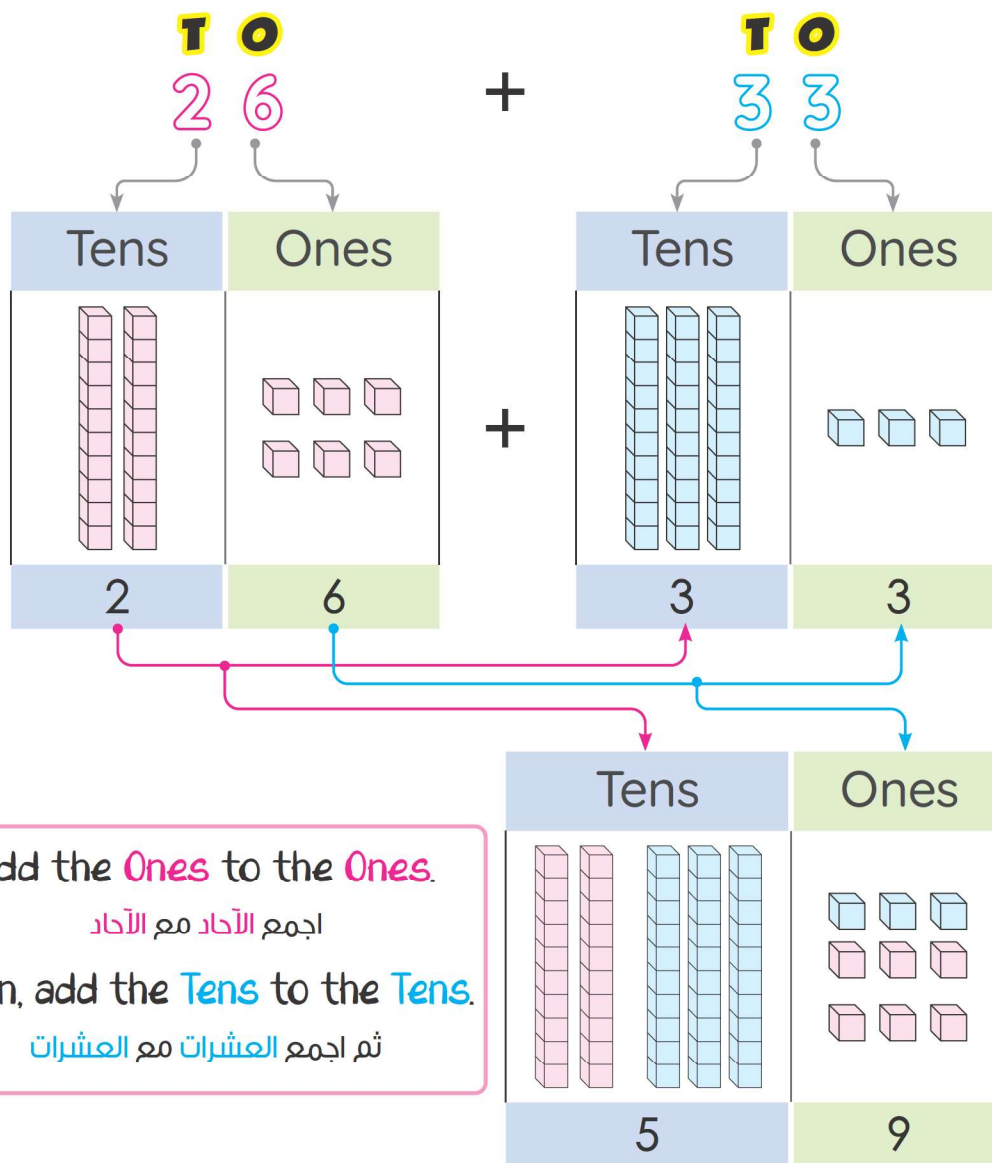 T O T O
2 6 + 3 3
Tens Ones Tens Ones
+
2 6 3 3
Tens Ones
dd the Ones to the Ones.
اجمع الآحاد مع الآحاد
n, add the Tens to the Tens.
ثم اجمع العشرات مع العشرات
5 9